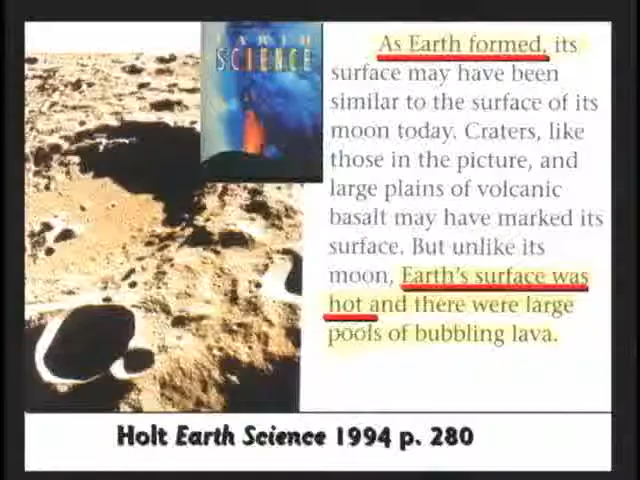 EARTH
SCIENCE
As Earth formed, its
surface may have been
similar to the surface of its
moon today. Craters, like
those in the picture, and
large plains of volcanic
basalt may have marked its
surface. But unlike its
moon, Earth's surface was
hot and there were large
pools of bubbling lava.
Holt Earth Science 1994 p. 280